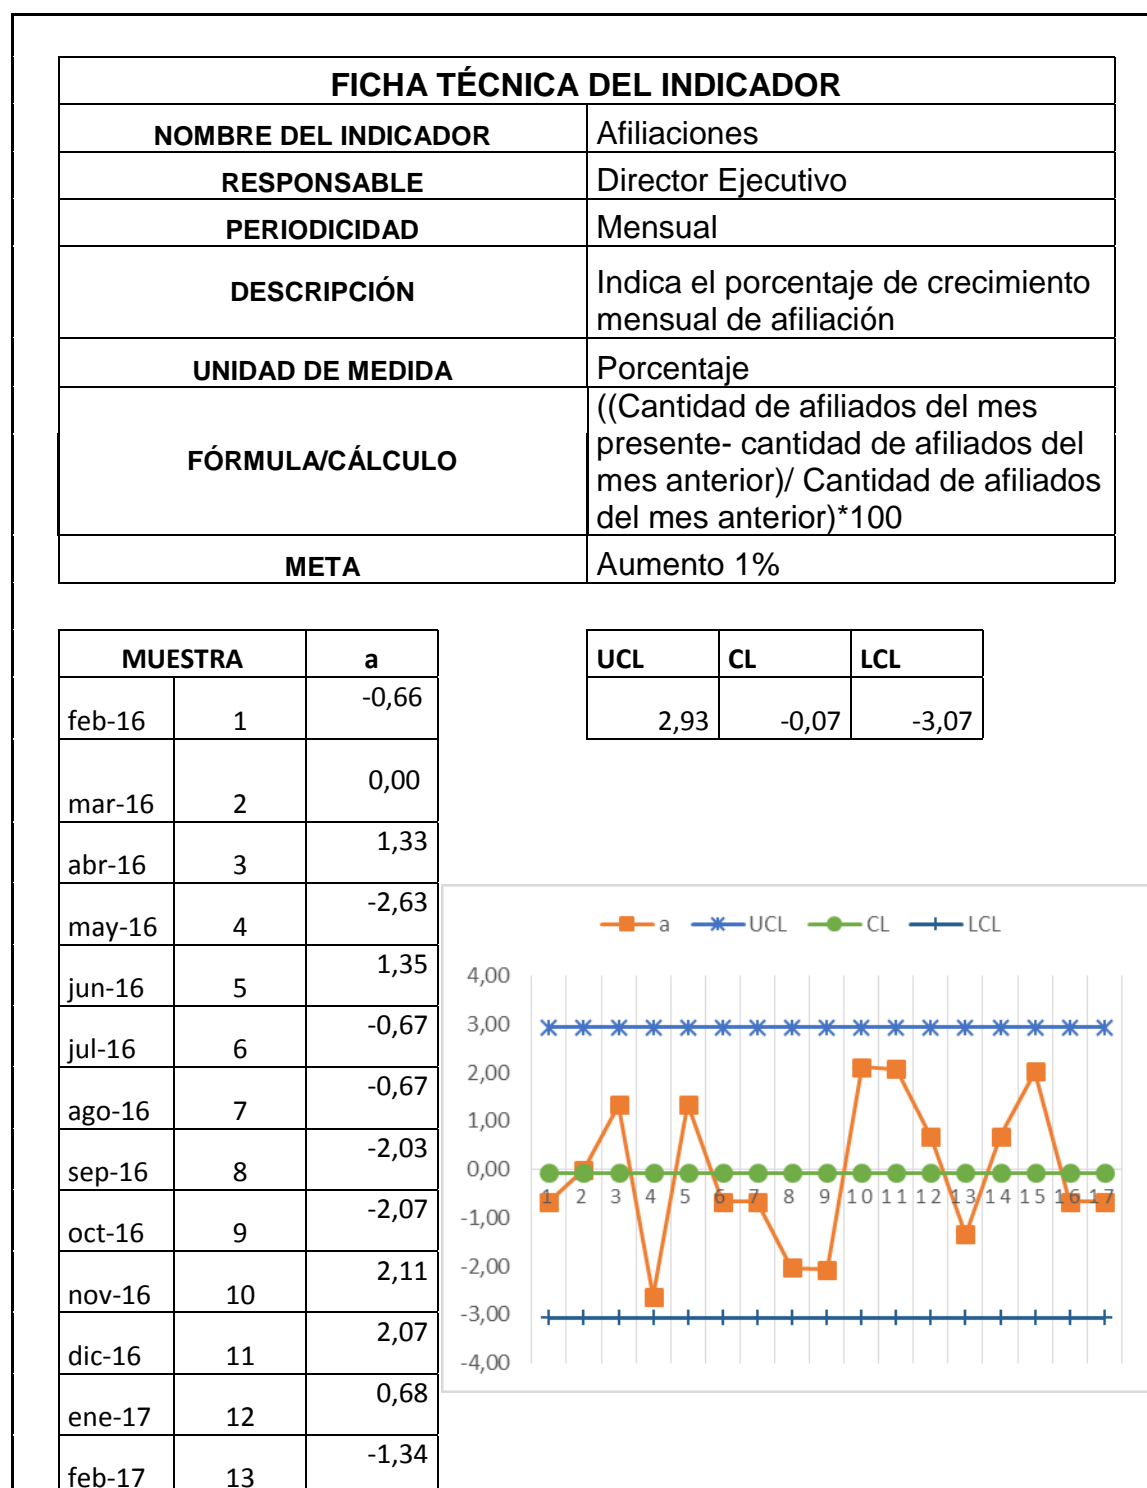 FICHA TÉCNICA DEL INDICADOR
NOMBRE DEL INDICADOR Afiliaciones
RESPONSABLE Director Ejecutivo
PERIODICIDAD Mensual
DESCRIPCIÓN Indica el porcentaje de crecimiento
mensual de afiliación
UNIDAD DE MEDIDA Porcentaje
FÓRMULA/CÁLCULO ((Cantidad de afiliados del mes
presente- cantidad de afiliados del
mes anterior)/ Cantidad de afiliados
del mes anterior)*100
META Aumento 1%
MUESTRA a
feb-16 1 -0,66
mar-16 2 0,00
abr-16 3 1,33
may-16 4 -2,63
jun-16 5 1,35
jul-16 6 -0,67
ago-16 7 -0,67
sep-16 8 -2,03
oct-16 9 -2,07
nov-16 10 2,11
dic-16 11 2,07
ene-17 12 0,68
feb-17 13 -1,34
UCL CL LCL
2,93 -0,07 -3,07
a UCL CL LCL
4,00
3,00
2,00
1,00
0,00
-1,00
-2,00
-3,00
-4,00
1 2 3 4 5 6 7 8 9 10 11 12 13 14 15 16 17